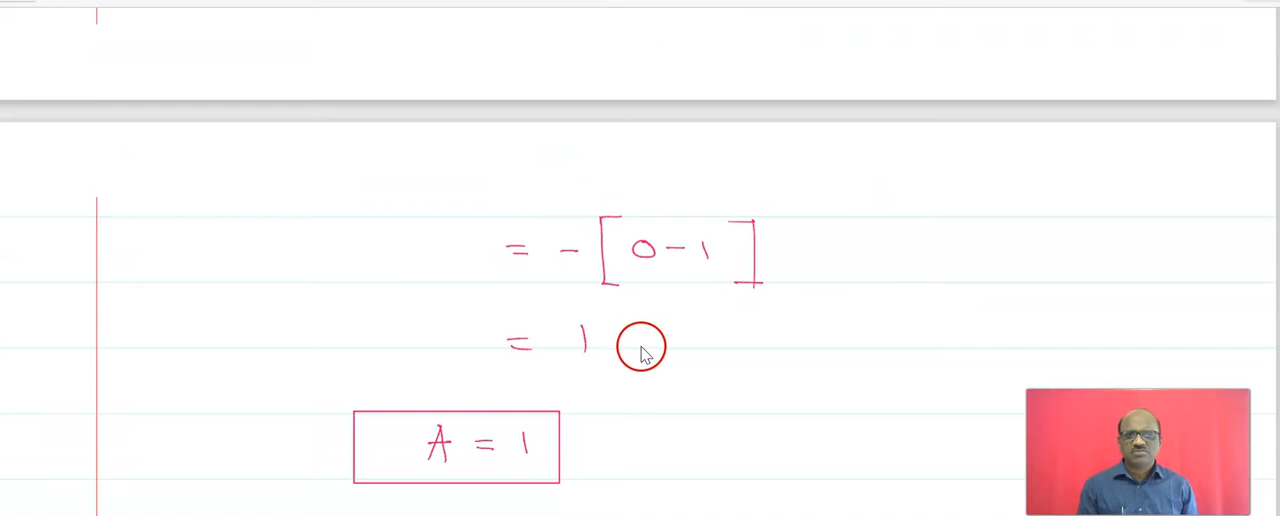 = - [ 0 - 1 ]
= 1
A = 1